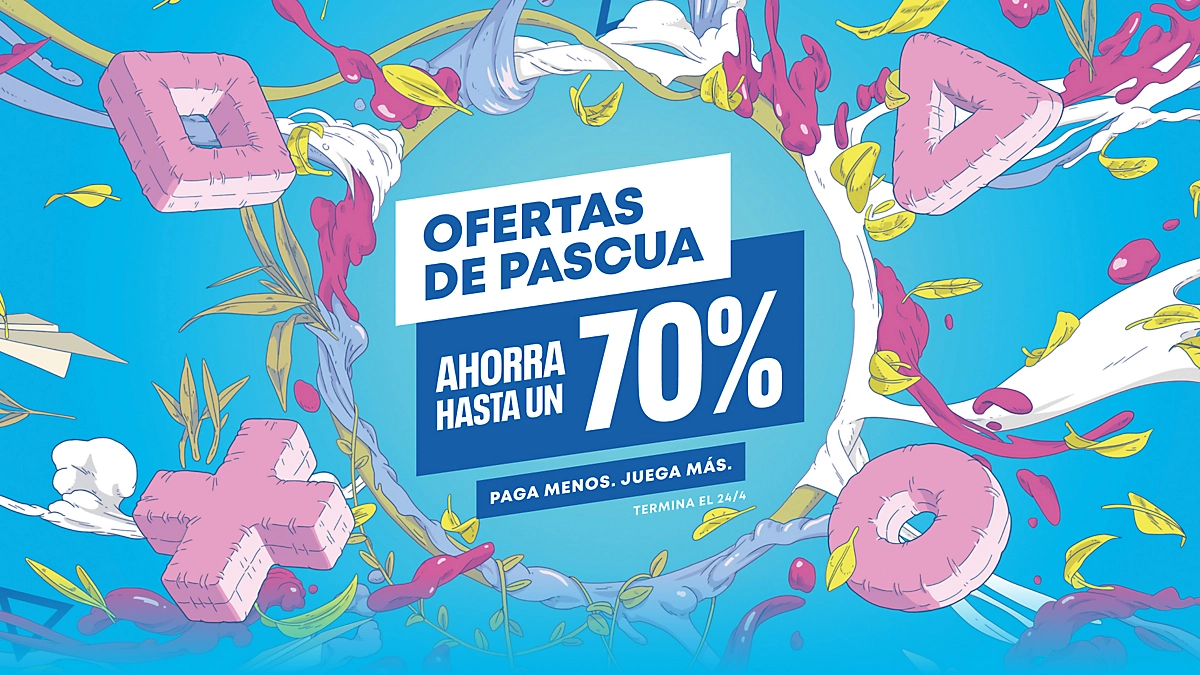 OFERTAS
DE PASCUA
AHORRA
HASTA UN
70%
PAGA MENOS. JUEGA MÁS.
TERMINA EL 24/4